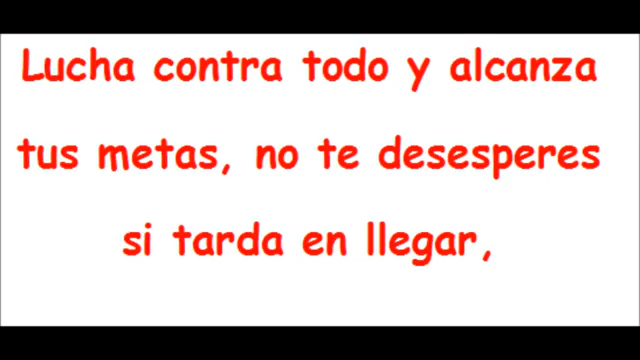 Lucha contra todo y alcanza
tus metas, no te desesperes
si tarda en llegar,